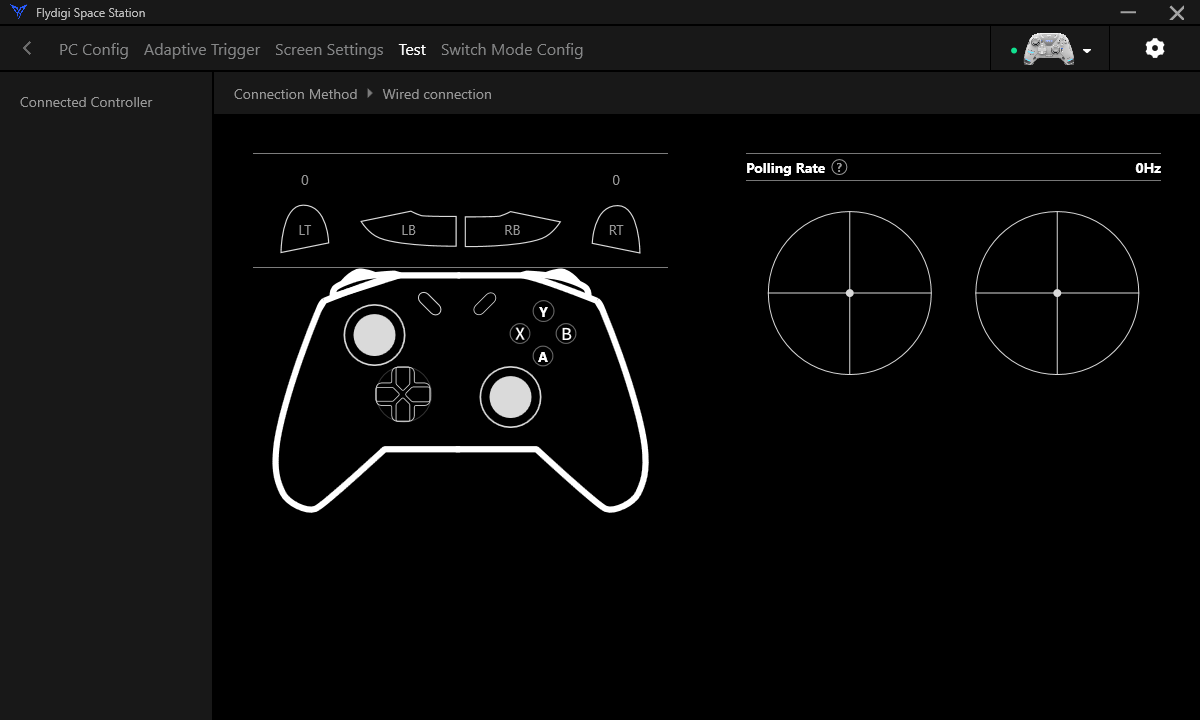 Flydigi Space Station
PC Config Adaptive Trigger Screen Settings Test Switch Mode Config
Connected Controller
Connection Method Wired connection
0 0
LT LB RB RT
Y
X B
A
Polling Rate ? 0Hz